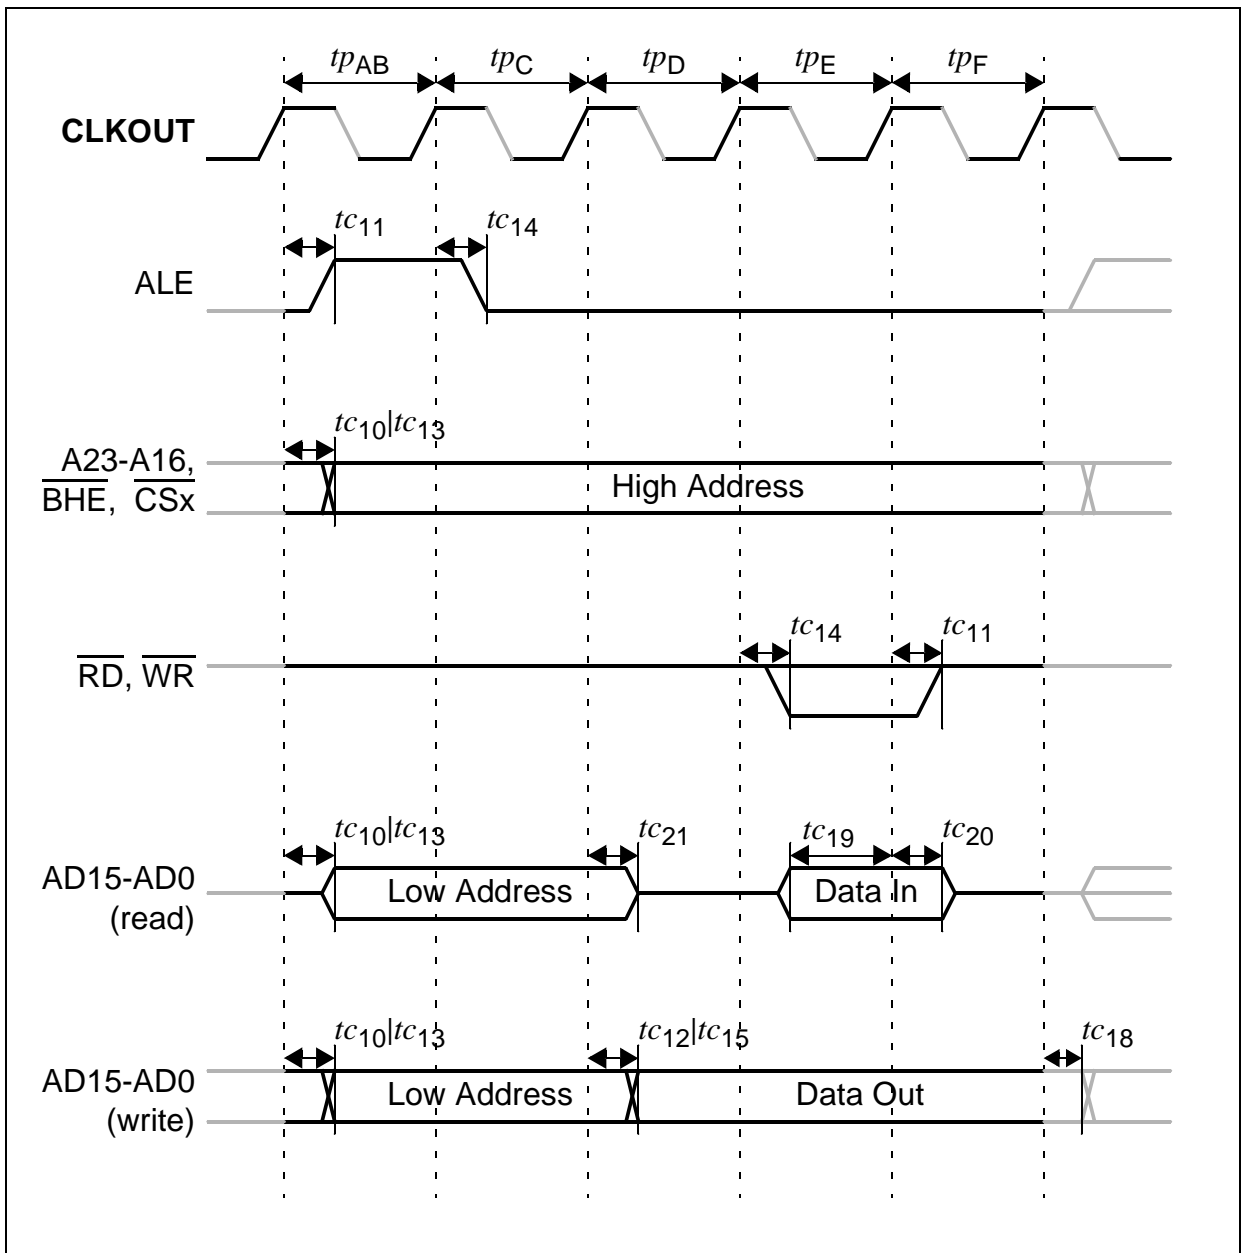 tpAB tpC tpD tpE tpF
CLKOUT
tc11 tc14
ALE
tc10|tc13
A23-A16,
BHE, CSx
High Address
tc14 tc11
RD, WR
tc10|tc13 tc21 tc19 tc20
AD15-AD0
(read)
Low Address Data In
tc10|tc13 tc12|tc15 tc18
AD15-AD0
(write)
Low Address Data Out